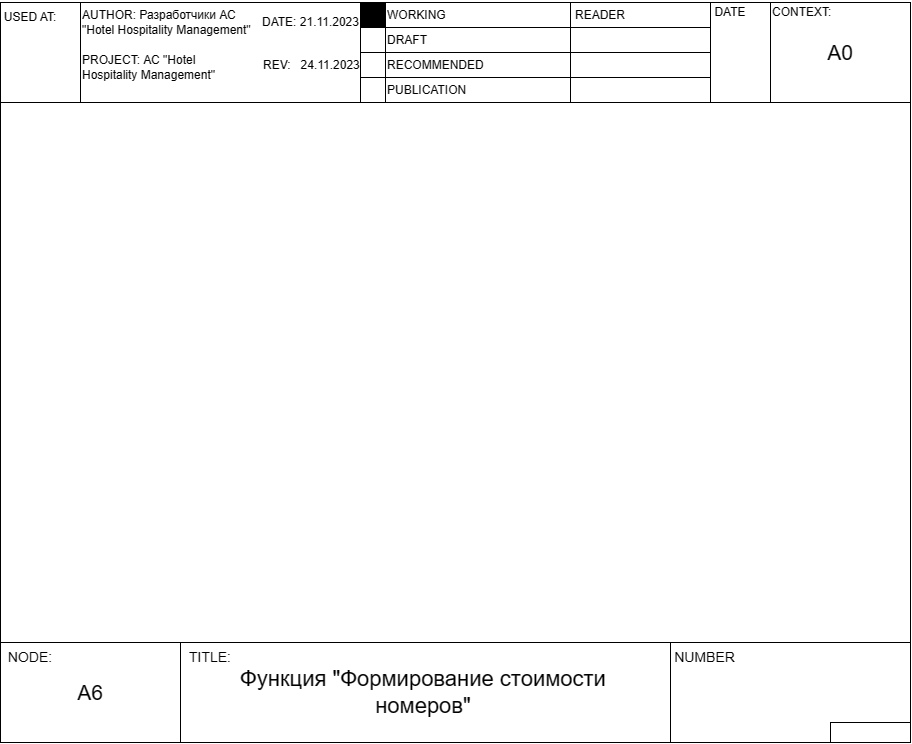 USED AT:
AUTHOR: Разработчики АС
"Hotel Hospitality Management"
DATE: 21.11.2023
PROJECT: АС "Hotel
Hospitality Management"
REV: 24.11.2023
WORKING
DRAFT
RECOMMENDED
PUBLICATION
READER
DATE
CONTEXT:
A0
NODE:
A6
TITLE:
Функция "Формирование стоимости
номеров"
NUMBER